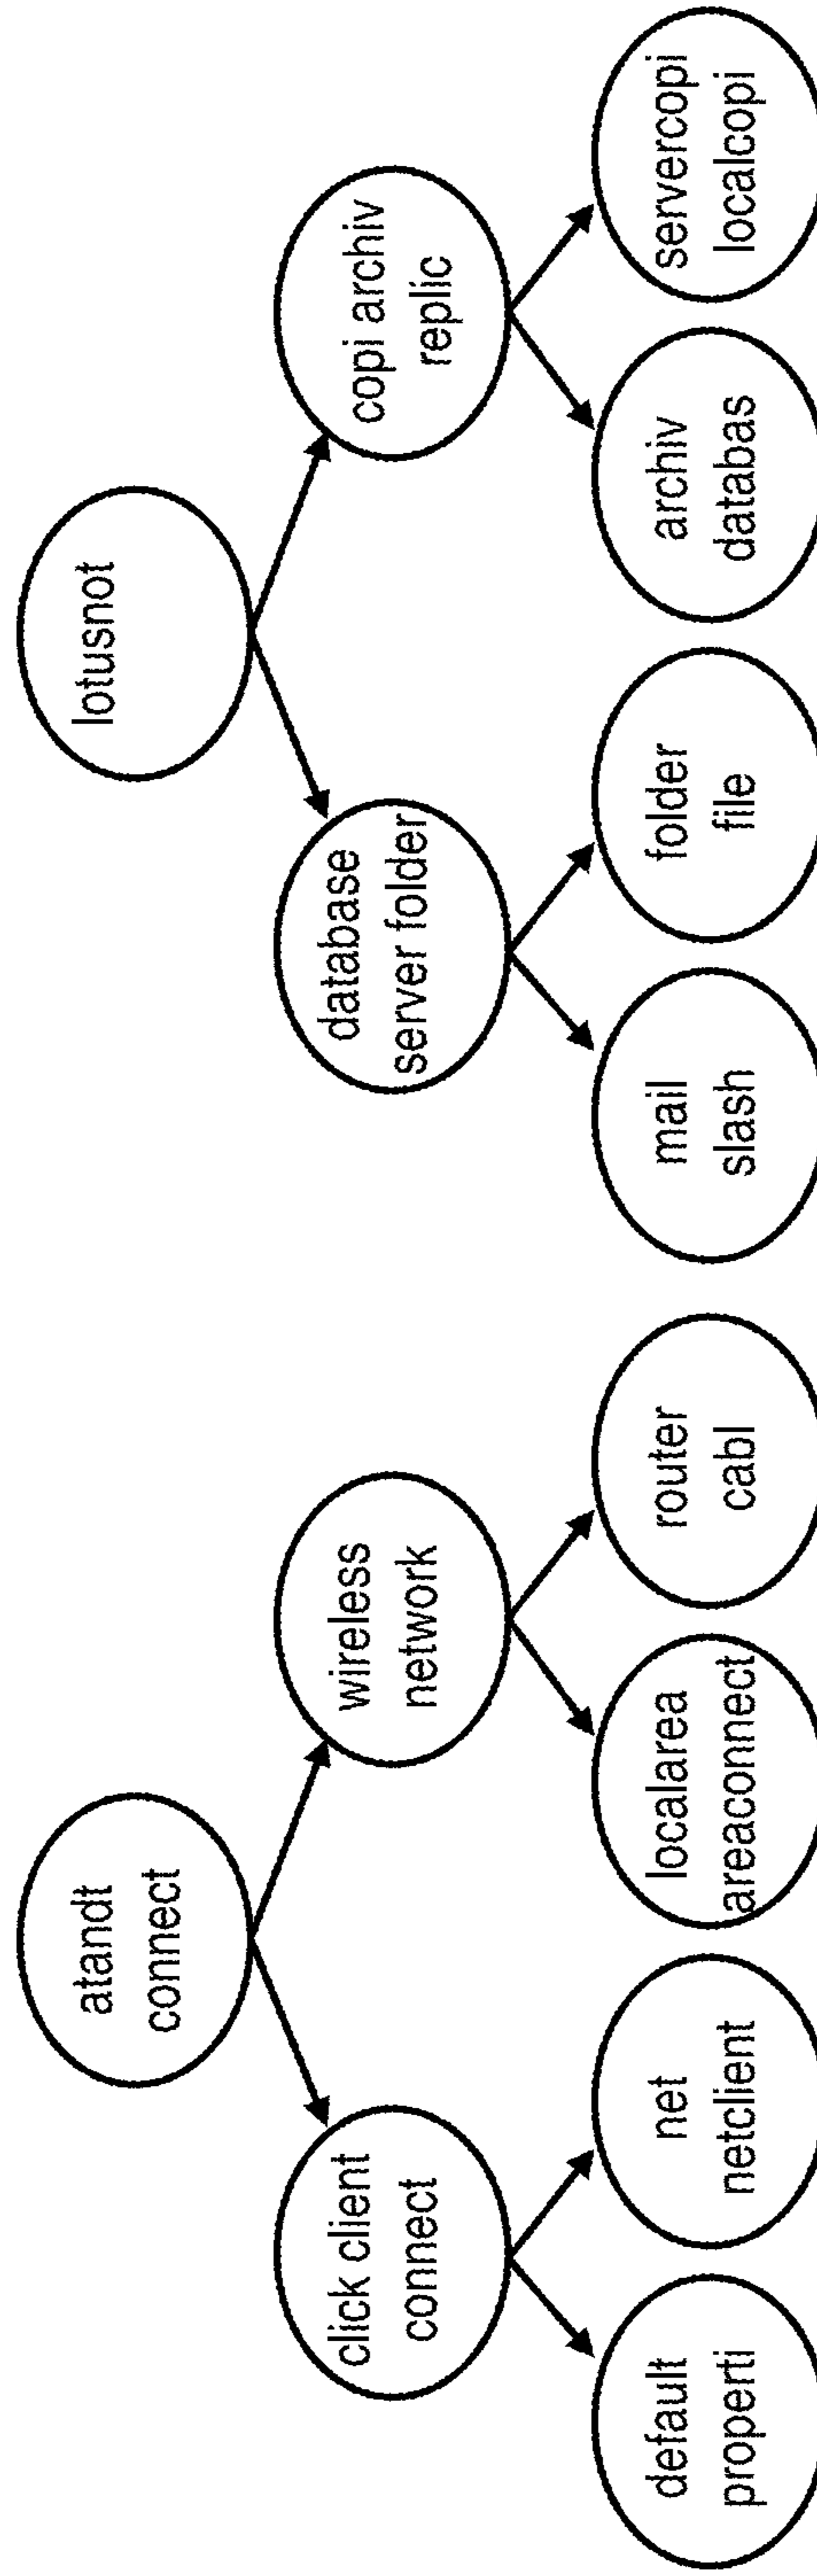 atandt
connect
lotusnot
click client
connect
wireless
network
database
server folder
copi archiv
replic
default
properti
net
netclient
localarea
areaconnect
router
cabl
mail
slash
folder
file
archiv
databas
servercopi
localcopi